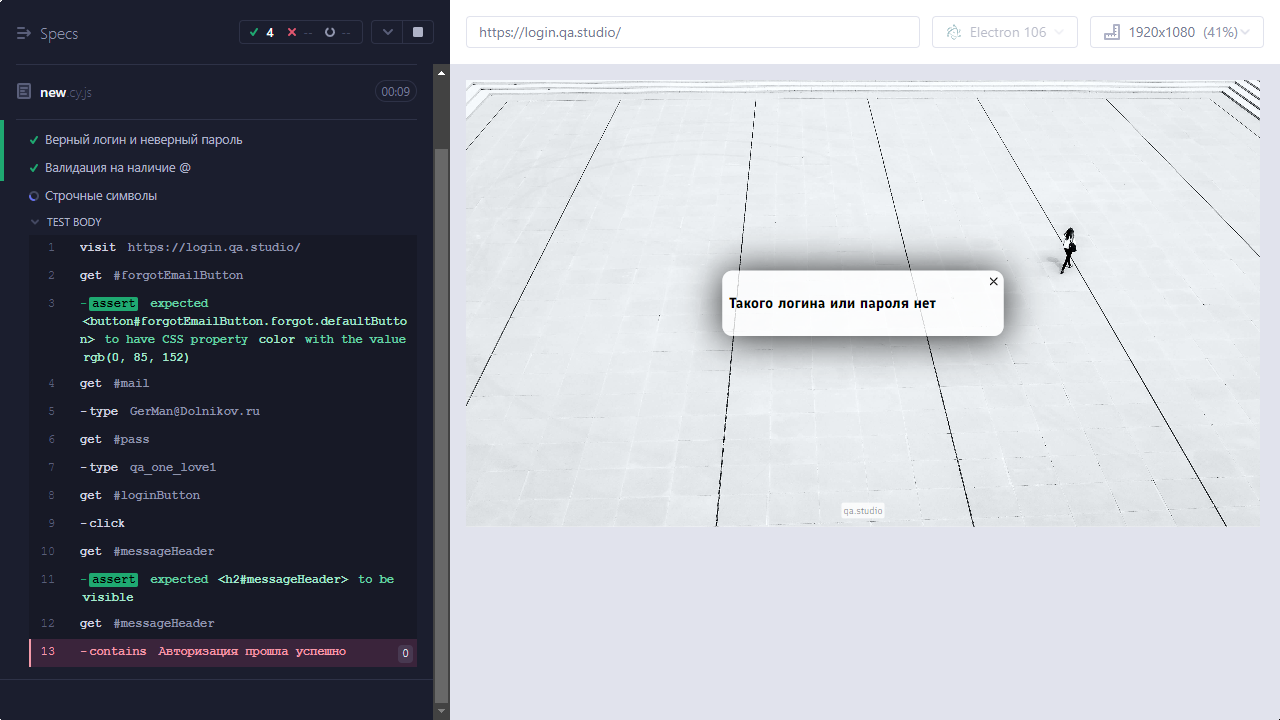 Specs
4
--
--
https://login.qa.studio/
Electron 106
1920x1080 (41%)
new.cy.js
00:09
Верный логин и неверный пароль
Валидация на наличие @
Строчные символы
TEST BODY
1 visit https://login.qa.studio/
2 get #forgotEmailButton
3 -assert expected
<button#forgotEmailButton.forgot.defaultButto
n> to have CSS property color with the value
rgb(0, 85, 152)
4 get #mail
5 -type GerMan@Dolnikov.ru
6 get #pass
7 -type qa_one_love1
8 get #loginButton
9 -click
10 get #messageHeader
11 -assert expected <h2#messageHeader> to be
visible
12 get #messageHeader
13 -contains Авторизация прошла успешно 0
Такого логина или пароля нет
qa.studio